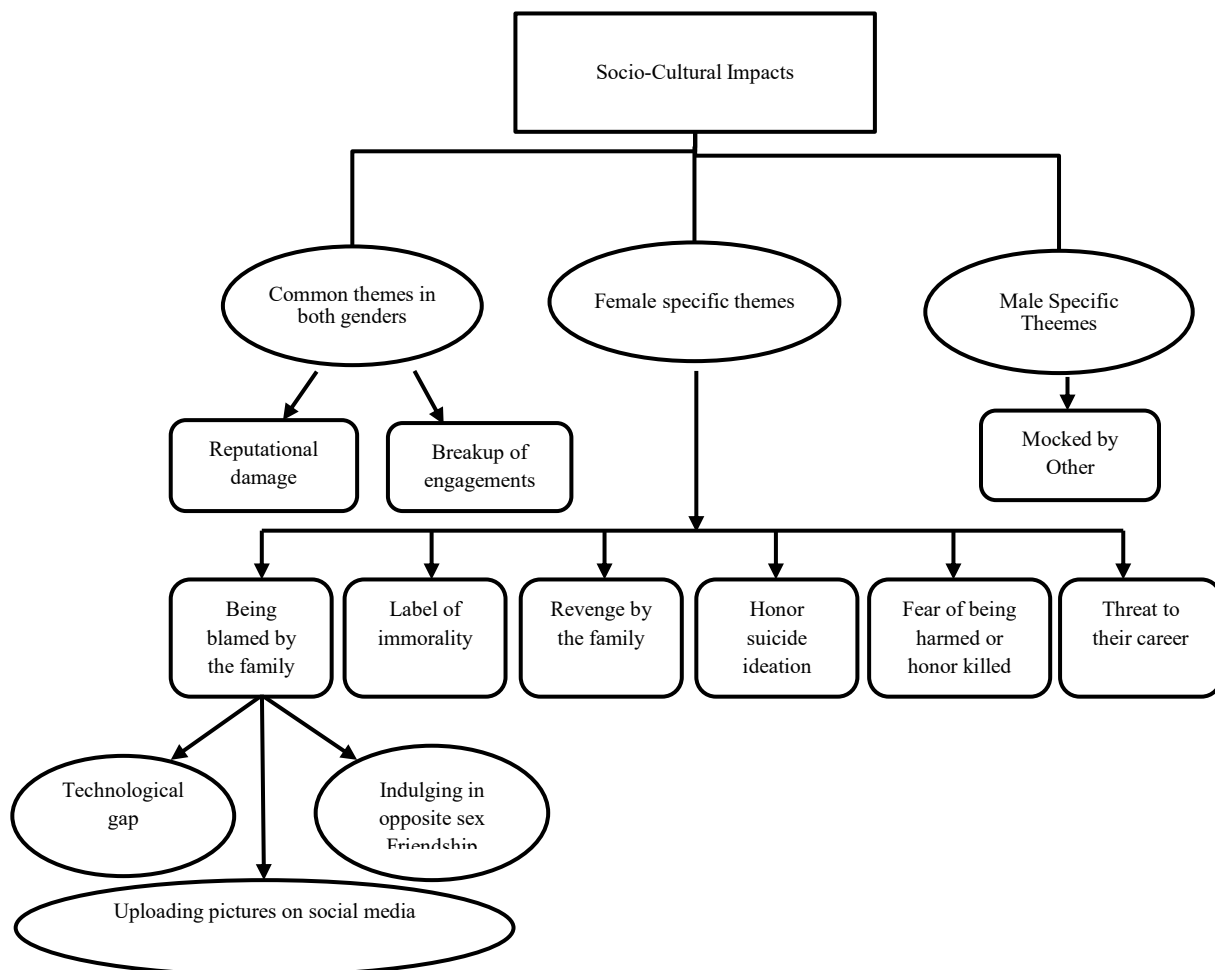 Socio-Cultural Impacts
Common themes in
both genders
Female specific themes
Male Specific
Theemes
Reputational
damage
Breakup of
engagements
Mocked by
Other
Being
blamed by
the family
Label of
immorality
Revenge by
the family
Honor
suicide
ideation
Fear of being
harmed or
honor killed
Threat to
their career
Technological
gap
Indulging in
opposite sex
Friendship
Uploading pictures on social media